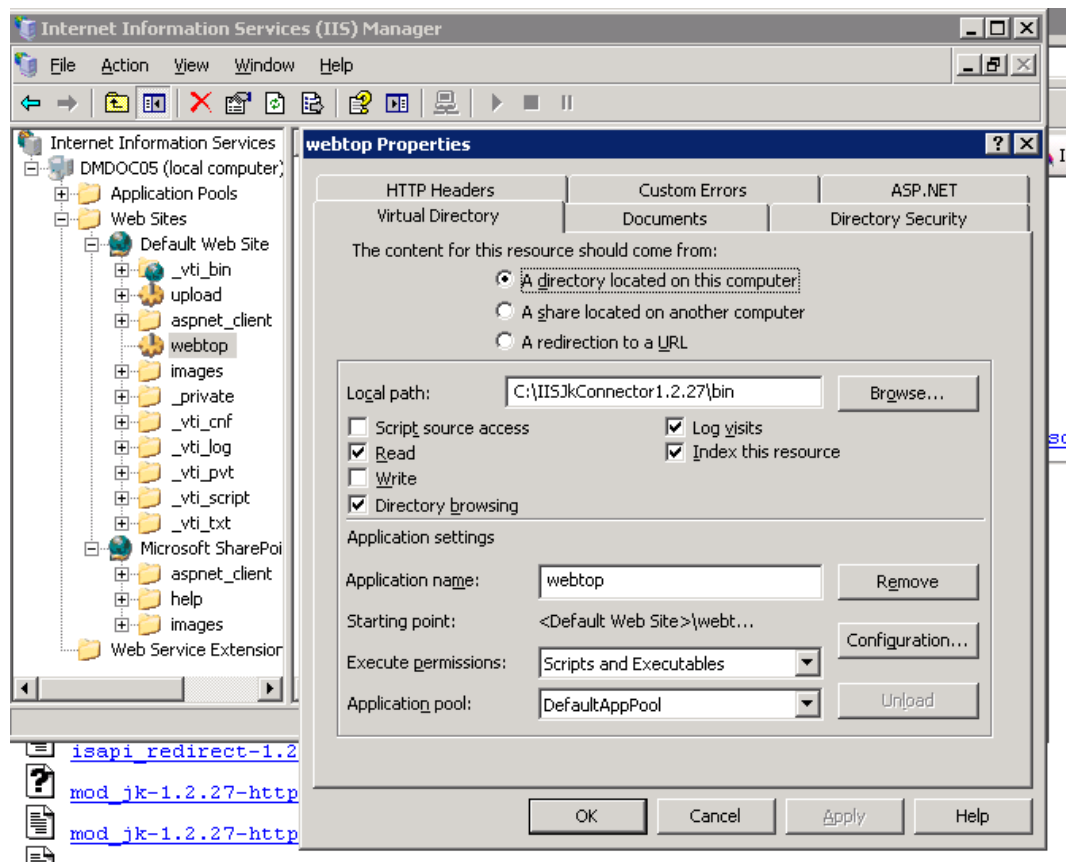 Internet Information Services (IIS) Manager
File Action View Window Help
Internet Information Services
DMDOC05 (local computer)
Application Pools
Web Sites
Default Web Site
_vti_bin
upload
aspnet_client
webtop
images
_private
_vti_cnf
_vti_log
_vti_pvt
_vti_script
_vti_txt
Microsoft SharePoi
aspnet_client
help
images
Web Service Extension
webtop Properties
HTTP Headers Custom Errors ASP.NET
Virtual Directory Documents Directory Security
The content for this resource should come from:
A directory located on this computer
A share located on another computer
A redirection to a URL
Local path: C:\IISJkConnector1.2.27\bin Browse...
Script source access Log visits
Read Index this resource
Write
Directory browsing
Application settings
Application name: webtop Remove
Starting point: <Default Web Site>\webt...
Configuration...
Execute permissions: Scripts and Executables
Application pool: DefaultAppPool Unload
OK Cancel Apply Help
isapi_redirect-1.2
mod_jk-1.2.27-http
mod_jk-1.2.27-http